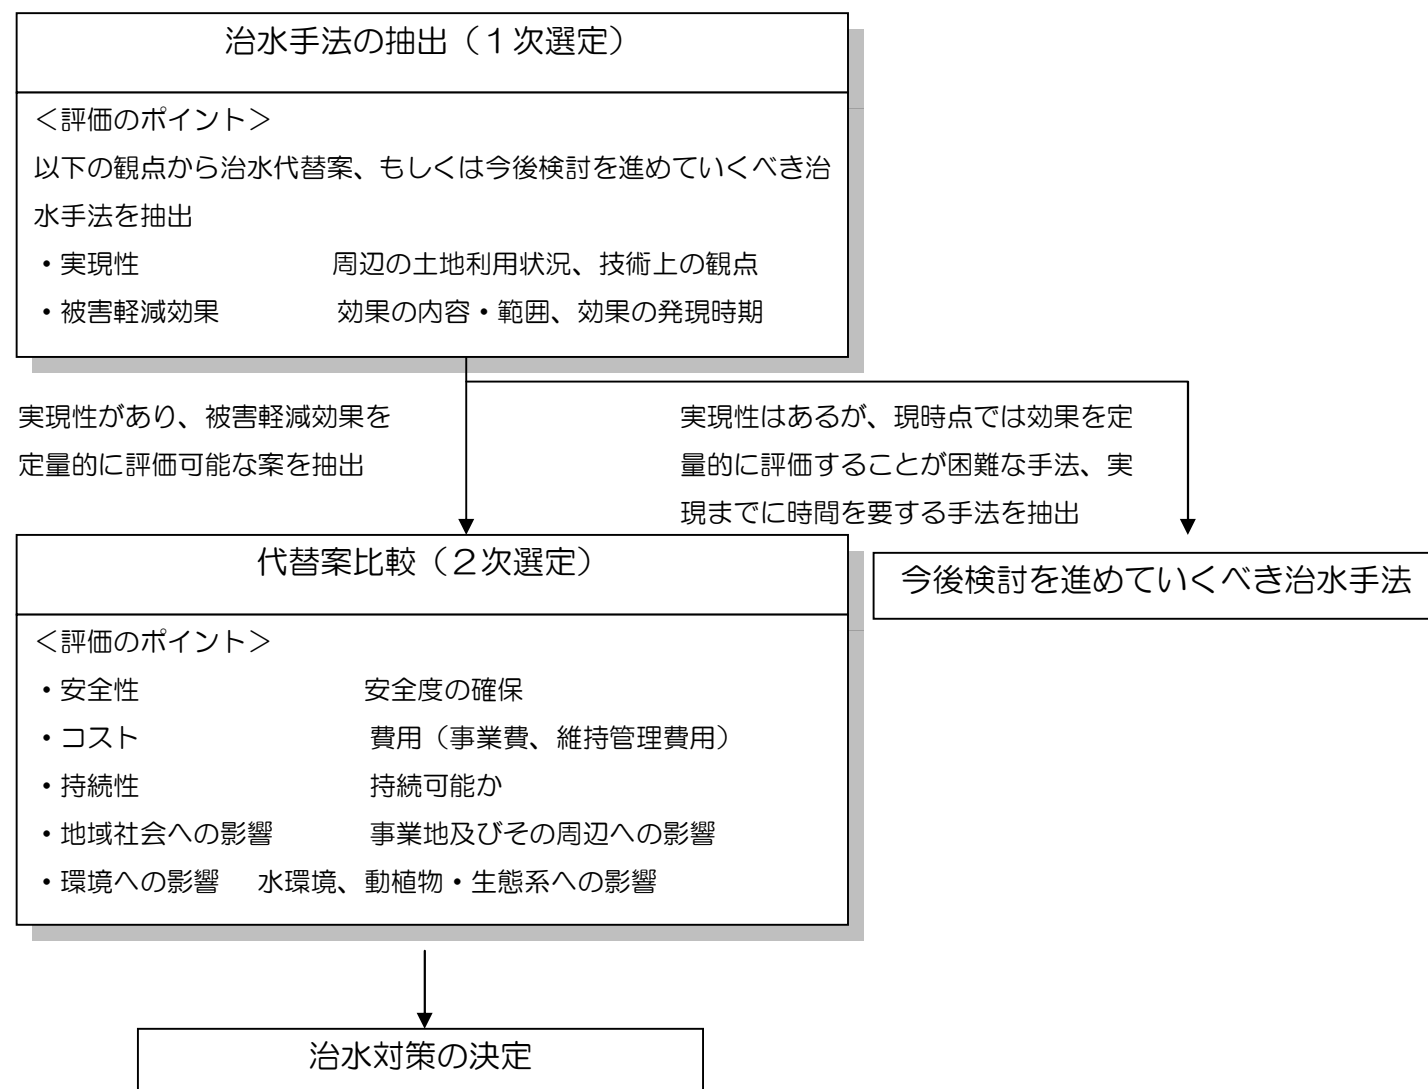 治水手法の抽出（１次選定）
＜評価のポイント＞
以下の観点から治水代替案、もしくは今後検討を進めていくべき治
水手法を抽出
・実現性　周辺の土地利用状況、技術上の観点
・被害軽減効果　効果の内容・範囲、効果の発現時期
実現性があり、被害軽減効果を
定量的に評価可能な案を抽出
実現性はあるが、現時点では効果を定
量的に評価することが困難な手法、実
現までに時間を要する手法を抽出
代替案比較（２次選定）
＜評価のポイント＞
・安全性　安全度の確保
・コスト　費用（事業費、維持管理費用）
・持続性　持続可能か
・地域社会への影響　事業地及びその周辺への影響
・環境への影響　水環境、動植物・生態系への影響
今後検討を進めていくべき治水手法
治水対策の決定